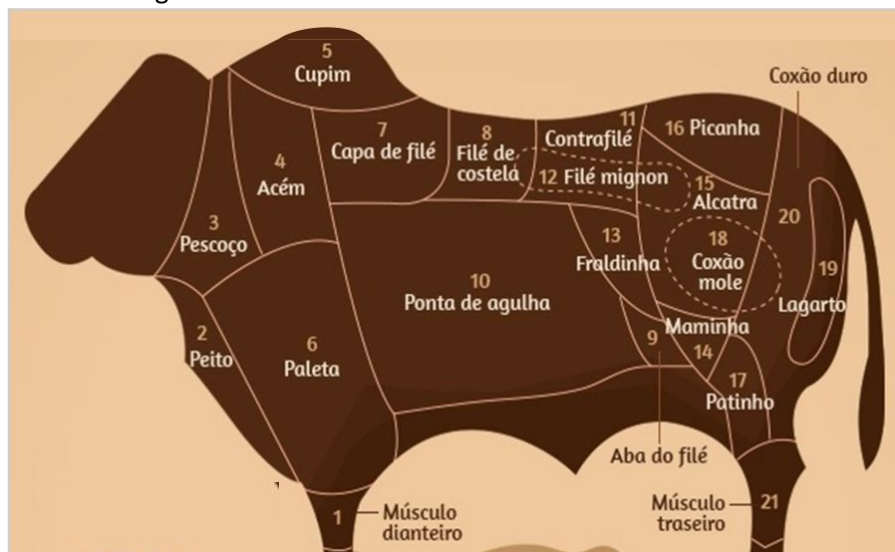 5
Cupim
Coxão duro
7
Capa de filé
8
Filé de
costela
11
Contrafilé
16 Picanha
4
Acém
12 Filé mignon
15
Alcatra
3
Pescoço
13
Fraldinha
18
Coxão
mole
20
19
Lagarto
10
Ponta de agulha
2
Peito
6
Paleta
9
Maminha
14
17
Patinho
Aba do filé
1
Músculo
dianteiro
Músculo
traseiro
21